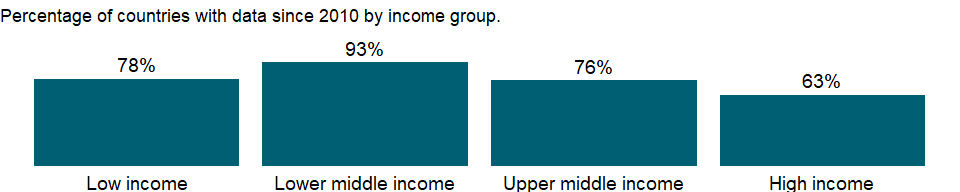 Percentage of countries with data since 2010 by income group.
93%
78%
76%
63%
Low income
Lower middle income
Upper middle income
High income